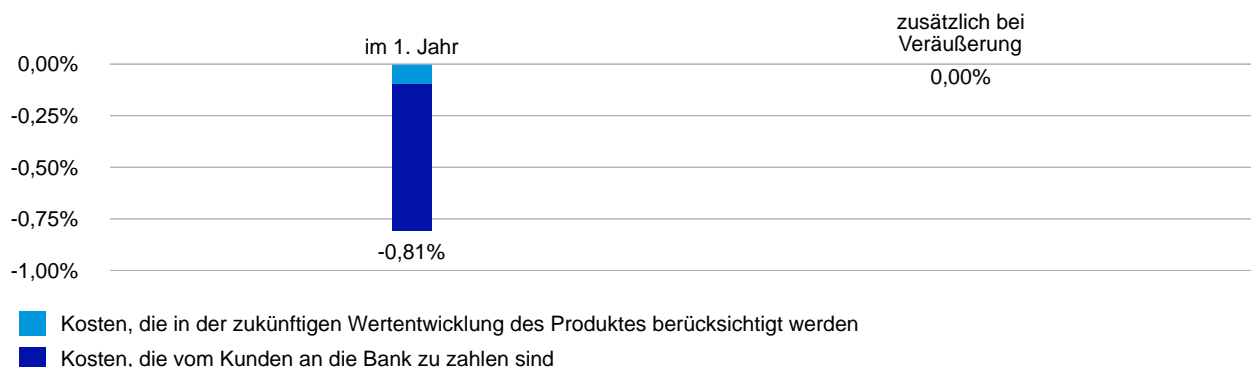 zusätzlich bei
Veräußerung
im 1. Jahr
0,00%
0,00%
-0,25%
-0,50%
-0,75%
-0,81%
-1,00%
Kosten, die in der zukünftigen Wertentwicklung des Produktes berücksichtigt werden
Kosten, die vom Kunden an die Bank zu zahlen sind